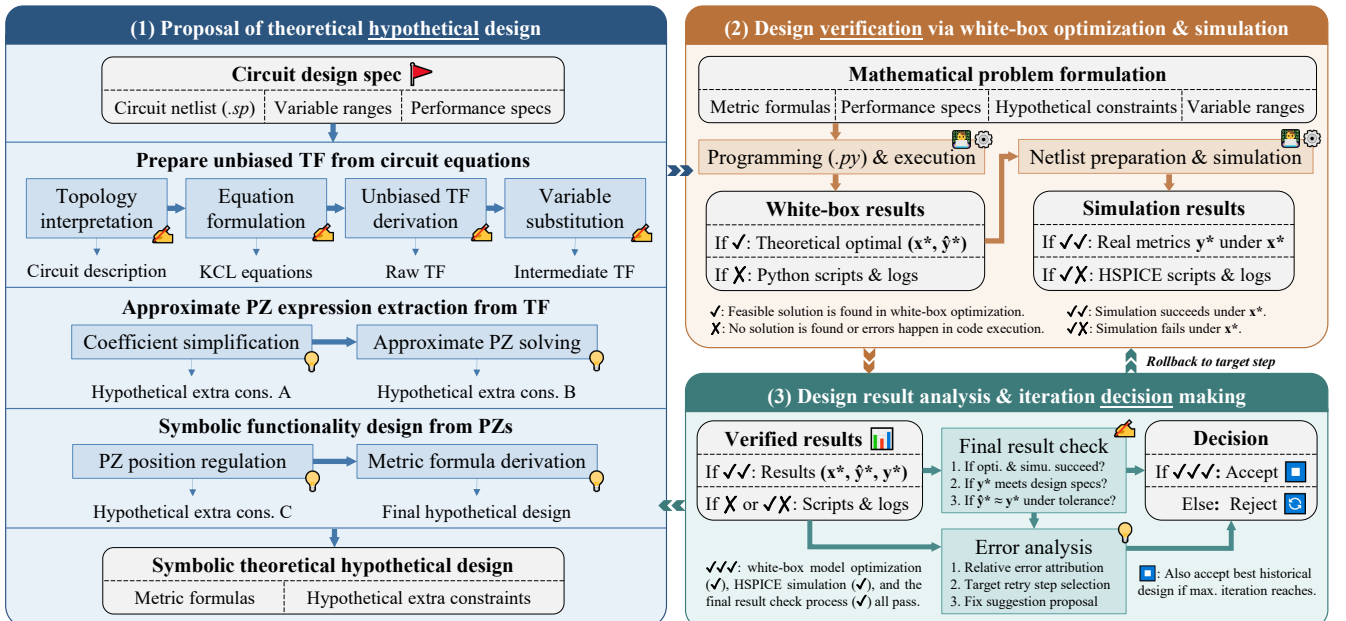 (1) Proposal of theoretical hypothetical design
Circuit design spec
Circuit netlist (.sp)
Variable ranges
Performance specs
Prepare unbiased TF from circuit equations
Topology
interpretation
Equation
formulation
Unbiased TF
derivation
Variable
substitution
Circuit description
KCL equations
Raw TF
Intermediate TF
Approximate PZ expression extraction from TF
Coefficient simplification
Approximate PZ solving
Hypothetical extra cons. A
Hypothetical extra cons. B
Symbolic functionality design from PZs
PZ position regulation
Metric formula derivation
Hypothetical extra cons. C
Final hypothetical design
Symbolic theoretical hypothetical design
Metric formulas
Hypothetical extra constraints
(2) Design verification via white-box optimization & simulation
Mathematical problem formulation
Metric formulas
Performance specs
Hypothetical constraints
Variable ranges
Programming (.py) & execution
Netlist preparation & simulation
White-box results
If ✓: Theoretical optimal (x*, ŷ*)
If ✗: Python scripts & logs
Simulation results
If ✓✓: Real metrics y* under x*
If ✓✗: HSPICE scripts & logs
✓: Feasible solution is found in white-box optimization.
✗: No solution is found or errors happen in code execution.
✓✓: Simulation succeeds under x*.
✓✗: Simulation fails under x*.
Rollback to target step
(3) Design result analysis & iteration decision making
Verified results
If ✓✓: Results (x*, ŷ*, y*)
If ✗ or ✓✗: Scripts & logs
Final result check
1. If opti. & simu. succeed?
2. If y* meets design specs?
3. If ŷ* ≈ y* under tolerance?
Decision
If ✓✓✓: Accept
Else: Reject
Error analysis
1. Relative error attribution
2. Target retry step selection
3. Fix suggestion proposal
✓✓✓: white-box model optimization
(✓), HSPICE simulation (✓), and the
final result check process (✓) all pass.
: Also accept best historical
design if max. iteration reaches.